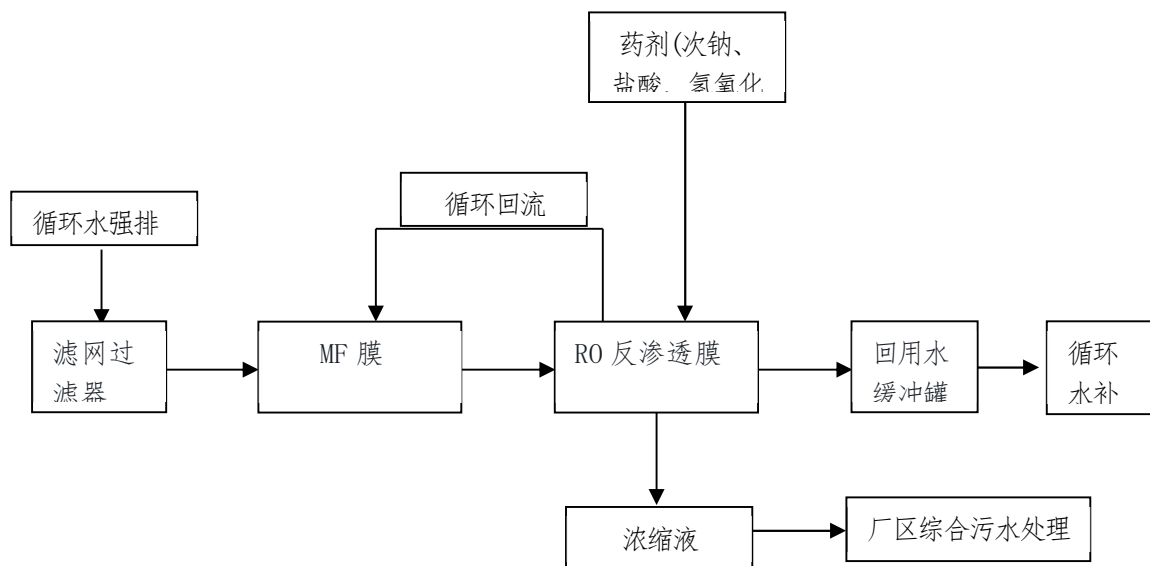 药剂(次钠、
盐酸、氢氧化
循环回流
循环水强排
滤网过
滤器
MF 膜
RO 反渗透膜
回用水
缓冲罐
循环
水补
浓缩液
厂区综合污水处理